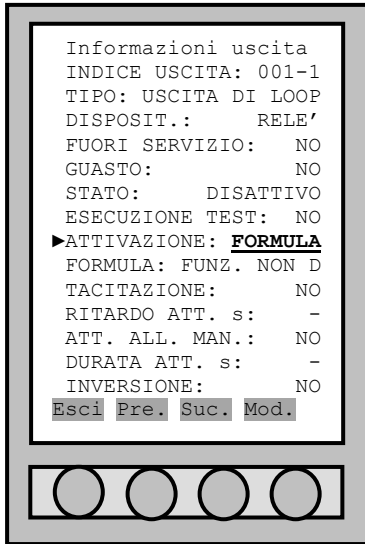 Informazioni uscita
INDICE USCITA: 001-1
TIPO: USCITA DI LOOP
DISPOSIT.: RELE’
FUORI SERVIZIO: NO
GUASTO: NO
STATO: DISATTIVO
ESECUZIONE TEST: NO
►ATTIVAZIONE: FORMULA
FORMULA: FUNZ. NON D
TACITAZIONE: NO
RITARDO ATT. s: -
ATT. ALL. MAN.: NO
DURATA ATT. s: -
INVERSIONE: NO
Esci Pre. Suc. Mod.